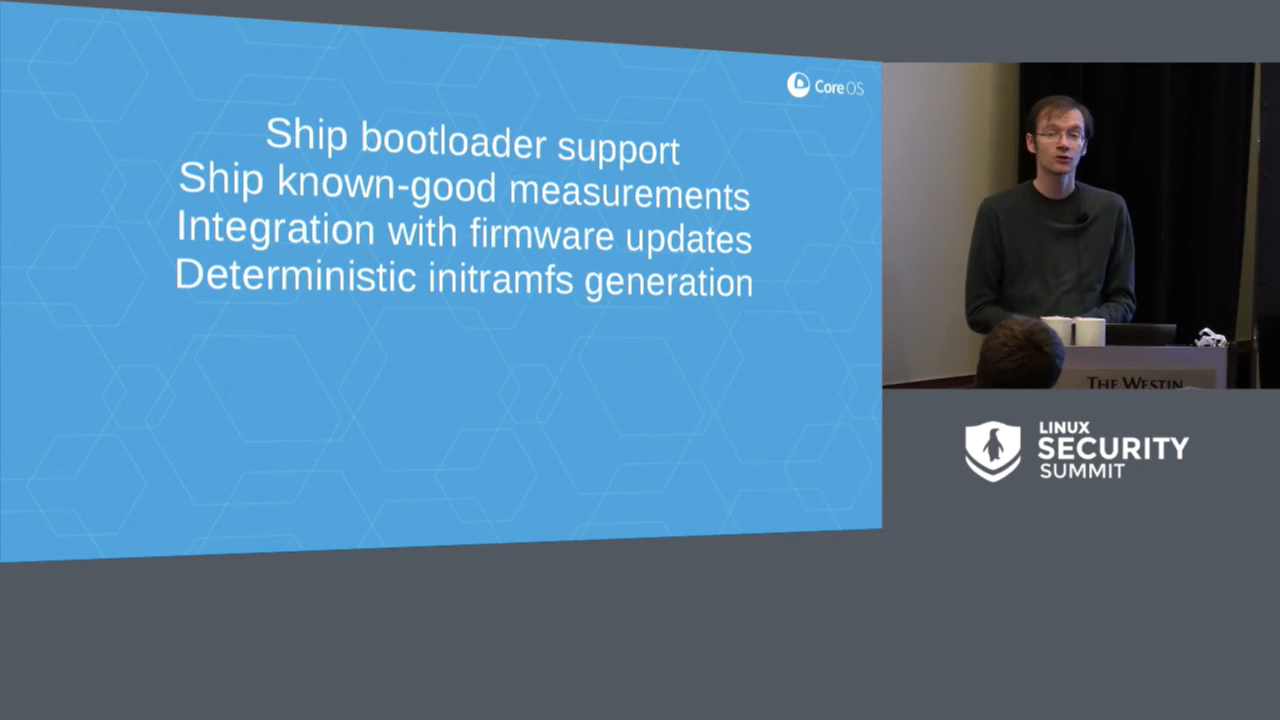 CoreOS
Ship bootloader support
Ship known-good measurements
Integration with firmware updates
Deterministic initramfs generation
THE WESTIN
LINUX
SECURITY
SUMMIT